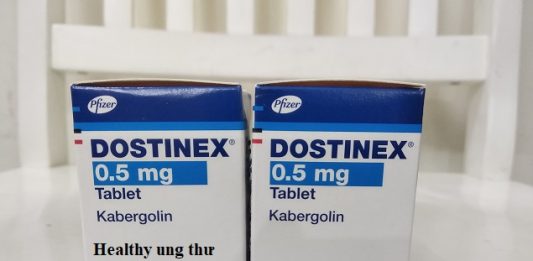 Pfizer
DOSTINEX®
0.5 mg
Tablet
Kabergolin
Healthy ung thư
Pfizer
DOSTINEX®
0.5 mg
Tablet
Kabergolin